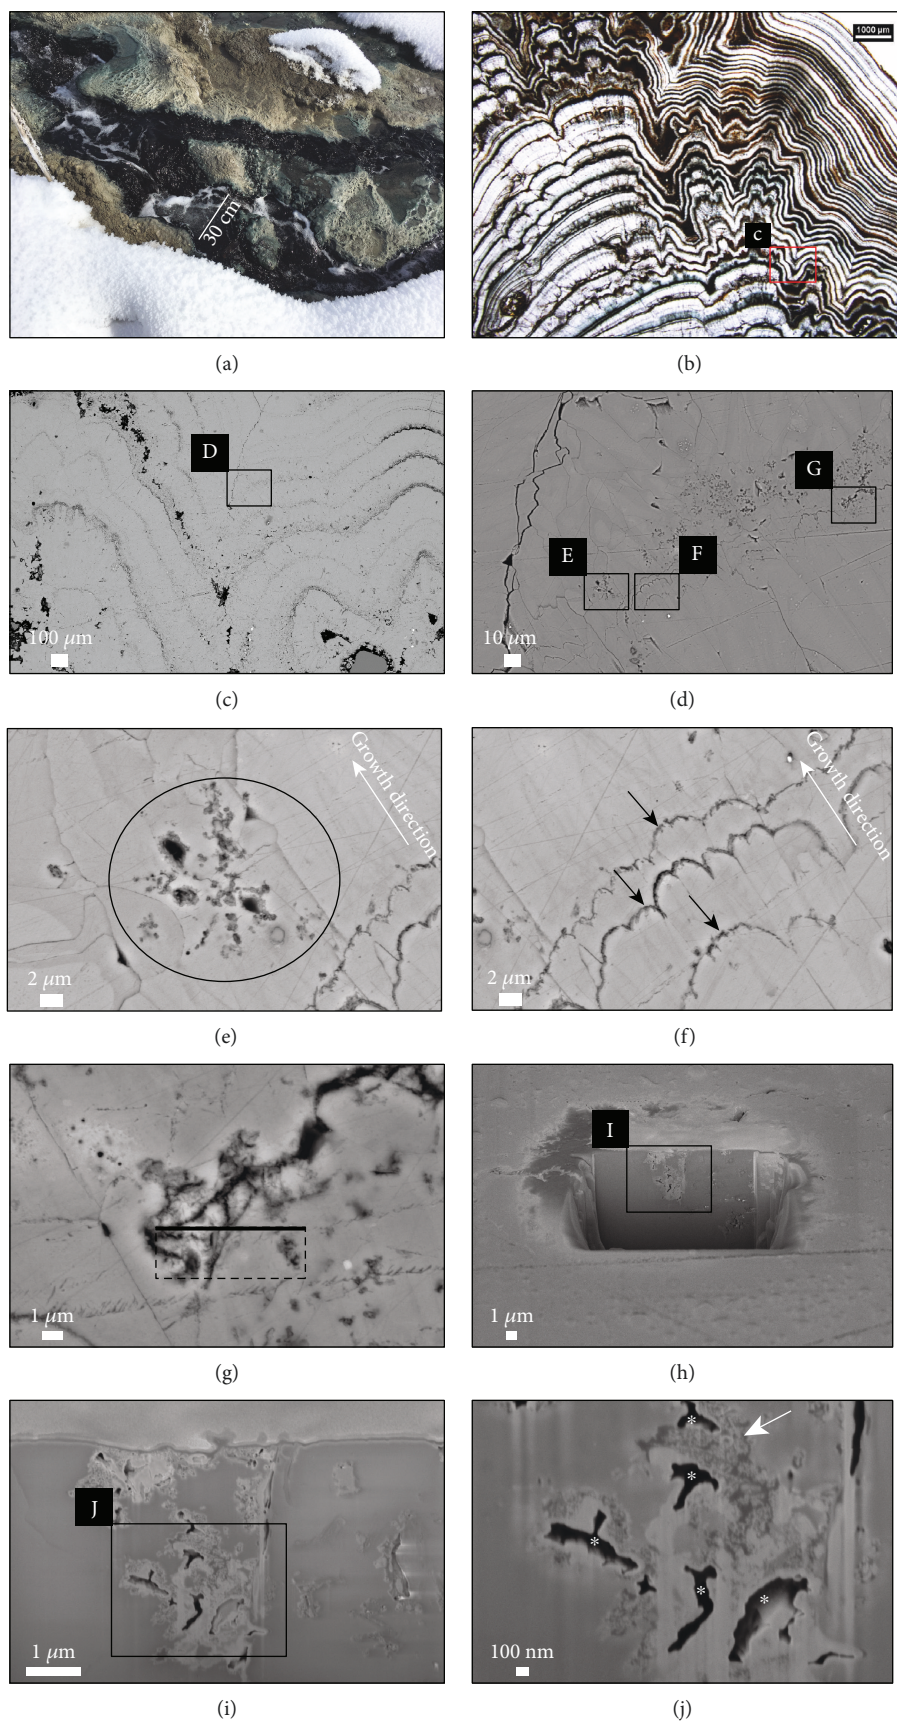 30 cm
(a)
1000 µm
C
(b)
D
100 µm
(c)
G
E
F
10 µm
(d)
Growth direction
2 µm
(e)
Growth direction
2 µm
(f)
1 µm
(g)
I
1 µm
(h)
J
1 µm
(i)
*
*
*
*
*
100 nm
(j)